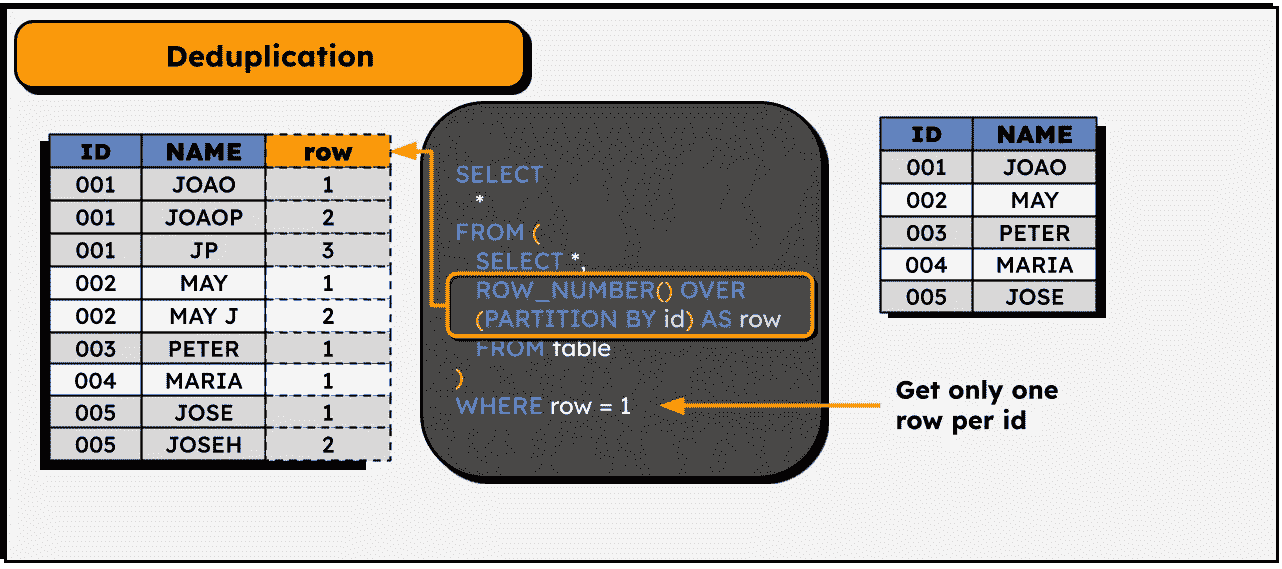 Deduplication
ID NAME row
001 JOAO 1
001 JOAOP 2
001 JP 3
002 MAY 1
002 MAY J 2
003 PETER 1
004 MARIA 1
005 JOSE 1
005 JOSEH 2
SELECT
*
FROM (
SELECT *,
ROW_NUMBER() OVER
(PARTITION BY id) AS row
FROM table
)
WHERE row = 1
ID NAME
001 JOAO
002 MAY
003 PETER
004 MARIA
005 JOSE
Get only one
row per id